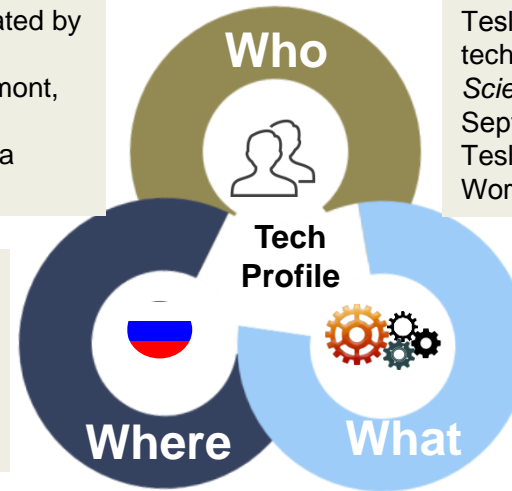 ated by
mont,
a
Who
Tesl
tech
Scie
Sept
Tesl
Wor
Tech
Profile
Where
What